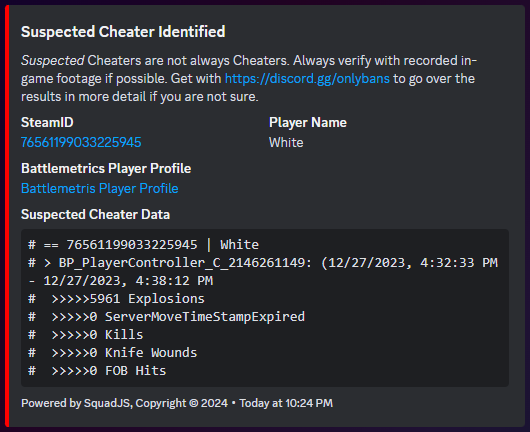 Suspected Cheater Identified
Suspected Cheaters are not always Cheaters. Always verify with recorded in-
game footage if possible. Get with https://discord.gg/onlybans to go over the
results in more detail if you are not sure.
SteamID
Player Name
76561199033225945
White
Battlemetrics Player Profile
Battlemetris Player Profile
Suspected Cheater Data
# == 76561199033225945 | White
# > BP_PlayerController_C_2146261149: (12/27/2023, 4:32:33 PM
- 12/27/2023, 4:38:12 PM
#  >>>>>5961 Explosions
#  >>>>>0 ServerMoveTimeStampExpired
#  >>>>>0 Kills
#  >>>>>0 Knife Wounds
#  >>>>>0 FOB Hits
Powered by SquadJS, Copyright © 2024 • Today at 10:24 PM